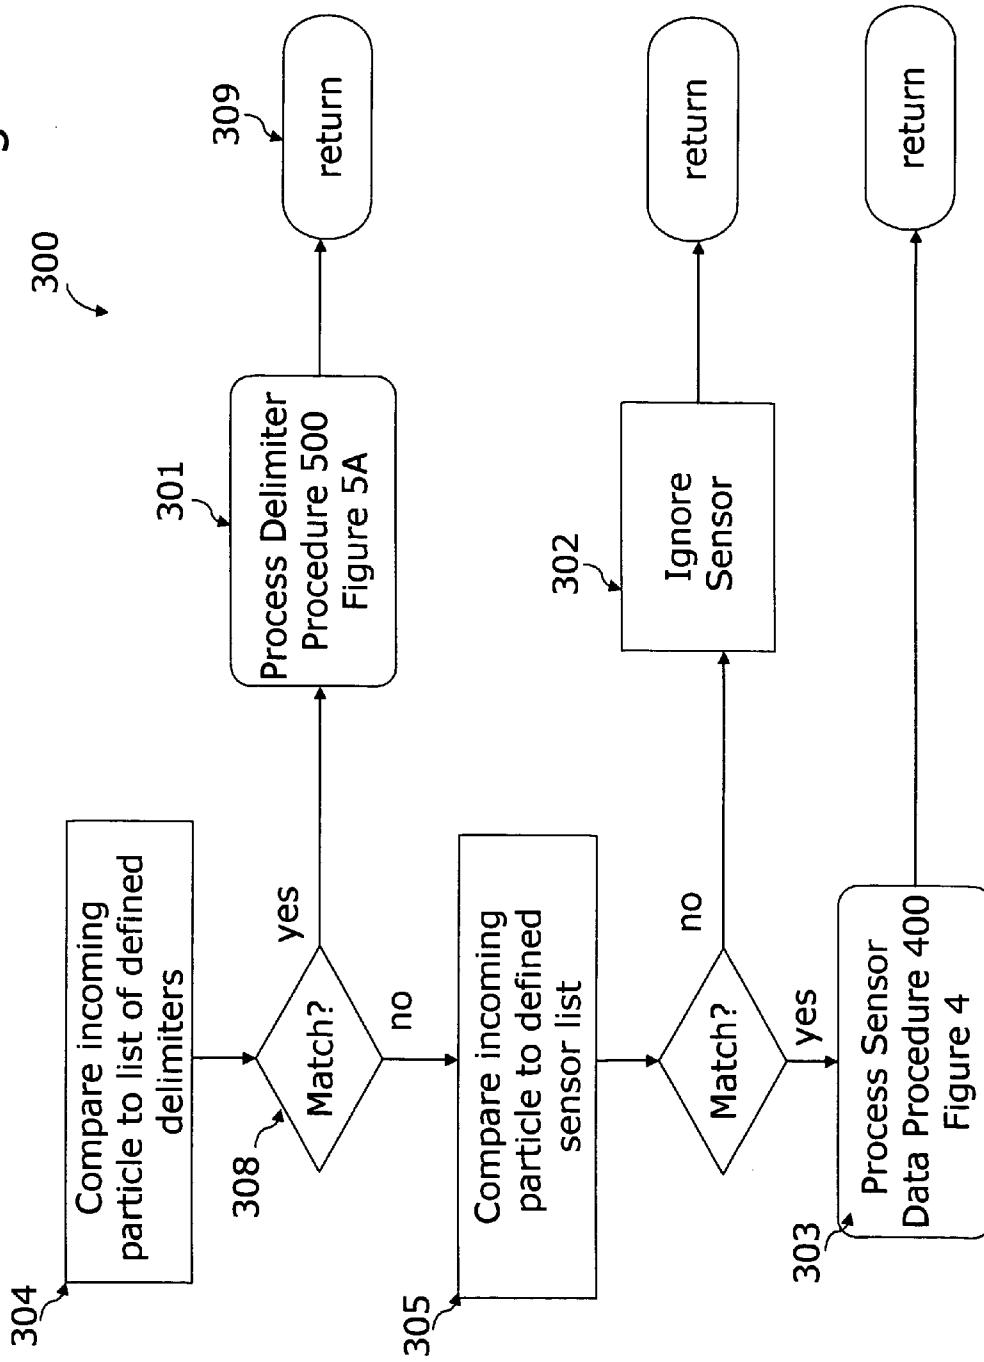 300
304
Compare incoming
particle to list of defined
delimiters
308
Match?
yes
no
301
Process Delimiter
Procedure 500
Figure 5A
309
return
305
Compare incoming
particle to defined
sensor list
Match?
no
yes
302
Ignore
Sensor
return
303
Process Sensor
Data Procedure 400
Figure 4
return